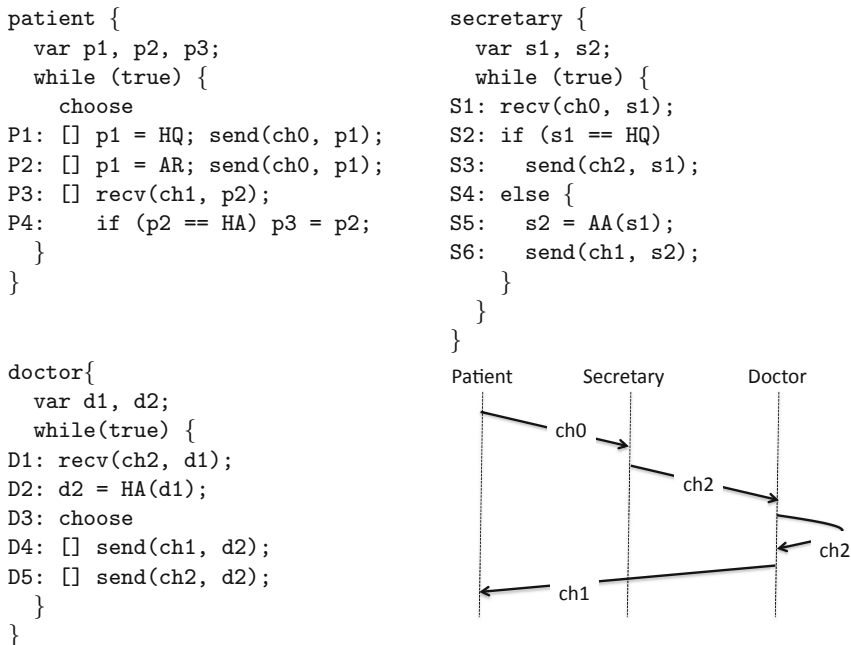 patient {
var p1, p2, p3;
while (true) {
choose
P1: [] p1 = HQ; send(ch0, p1);
P2: [] p1 = AR; send(ch0, p1);
P3: [] recv(ch1, p2);
P4: if (p2 == HA) p3 = p2;
}
}
secretary {
var s1, s2;
while (true) {
S1: recv(ch0, s1);
S2: if (s1 == HQ)
S3: send(ch2, s1);
S4: else {
S5: s2 = AA(s1);
S6: send(ch1, s2);
}
}
}
doctor{
var d1, d2;
while(true) {
D1: recv(ch2, d1);
D2: d2 = HA(d1);
D3: choose
D4: [] send(ch1, d2);
D5: [] send(ch2, d2);
}
}
Patient Secretary Doctor
ch0
ch2
ch2
ch1